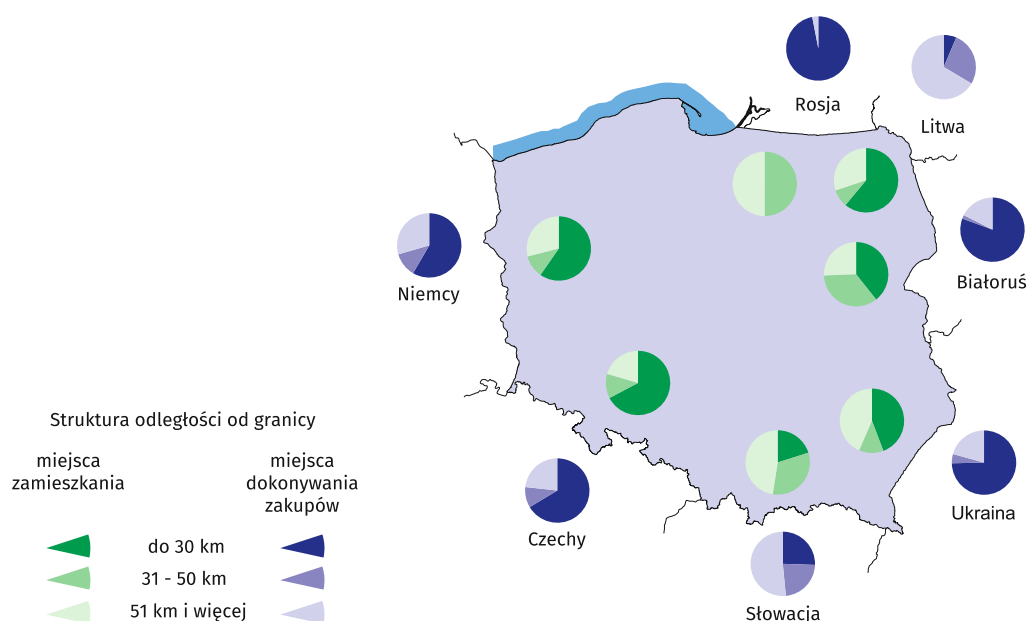 Rosja
Litwa
Białoruś
Niemcy
Struktura odległości od granicy
miejsca
zamieszkania
miejsca
dokonywania
zakupów
do 30 km
31 - 50 km
51 km i więcej
Czechy
Ukraina
Słowacja